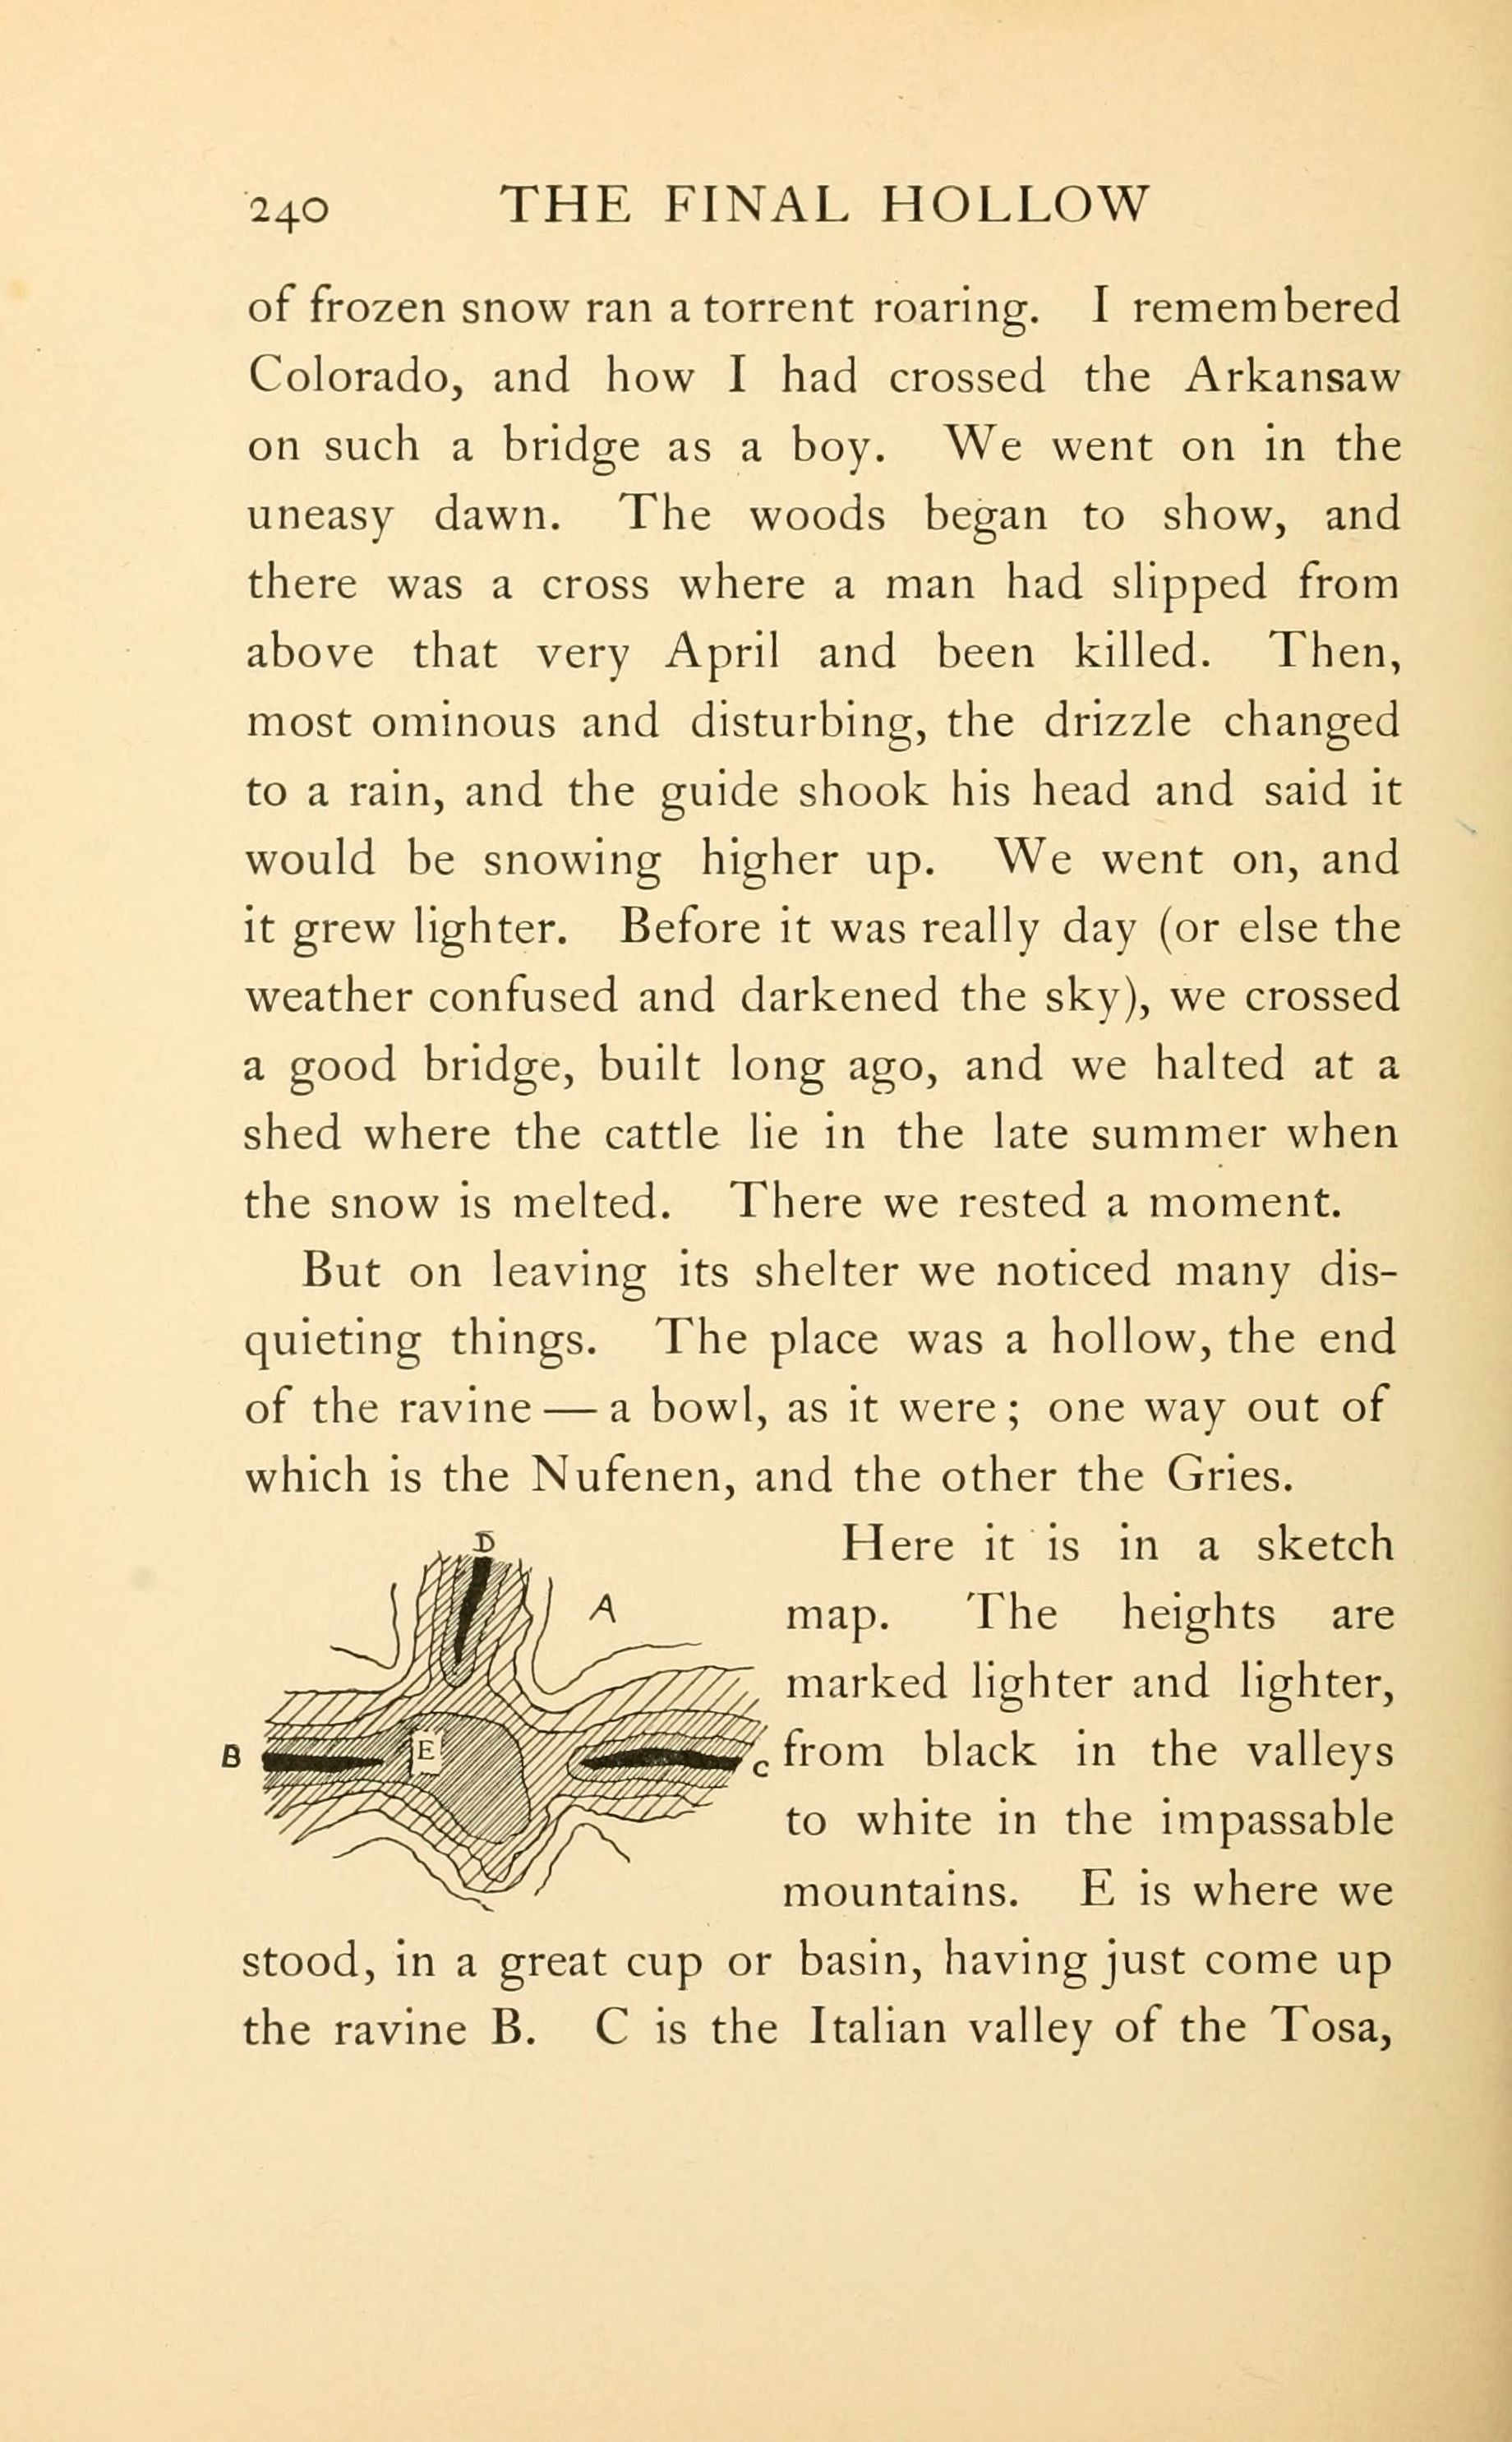 240 THE FINAL HOLLOW
of frozen snow ran a torrent roaring. I remembered
Colorado, and how I had crossed the Arkansaw
on such a bridge as a boy. We went on in the
uneasy dawn. The woods began to show, and
there was a cross where a man had slipped from
above that very April and been killed. Then,
most ominous and disturbing, the drizzle changed
to a rain, and the guide shook his head and said it
would be snowing higher up. We went on, and
it grew lighter. Before it was really day (or else the
weather confused and darkened the sky), we crossed
a good bridge, built long ago, and we halted at a
shed where the cattle lie in the late summer when
the snow is melted. There we rested a moment.
But on leaving its shelter we noticed many dis-
quieting things. The place was a hollow, the end
of the ravine — a bowl, as it were; one way out of
which is the Nufenen, and the other the Gries.
D
A
B
E
C
Here it is in a sketch
map. The heights are
marked lighter and lighter,
from black in the valleys
to white in the impassable
mountains. E is where we
stood, in a great cup or basin, having just come up
the ravine B. C is the Italian valley of the Tosa,